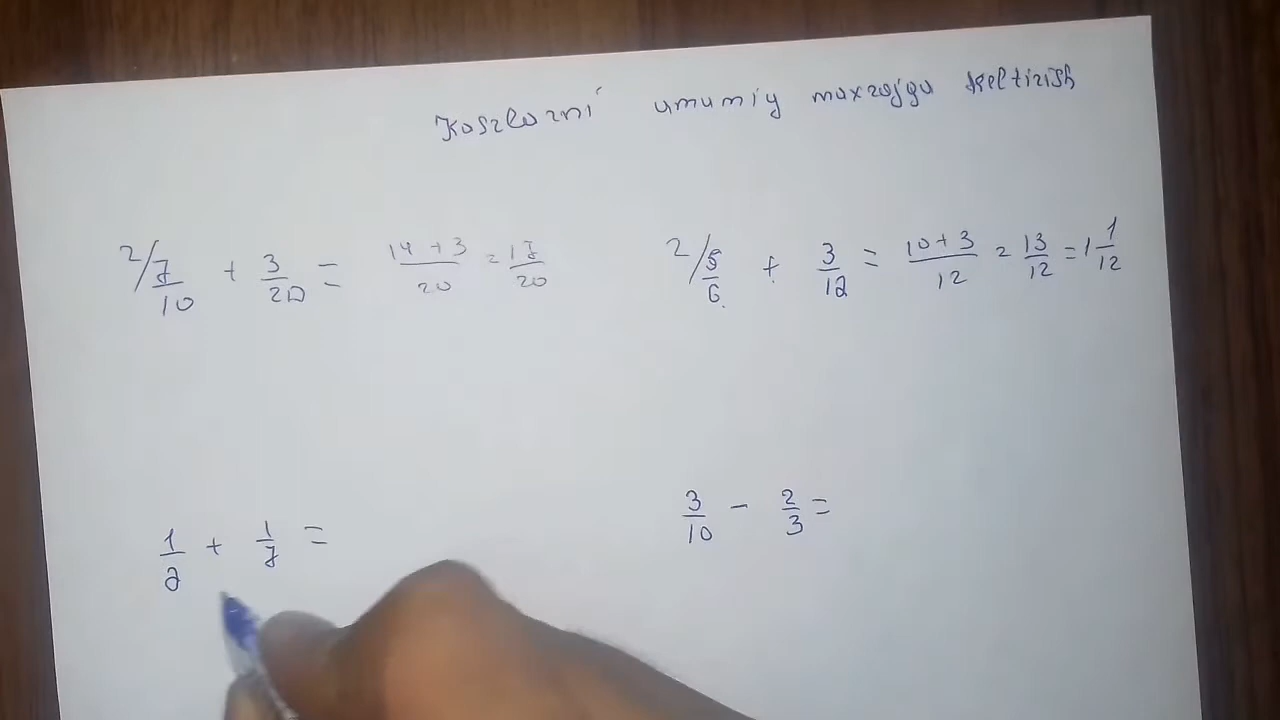 Kasrlarni umumiy maxrajga keltirish
2/ 7/10 + 3/20 = 14+3/20 = 17/20
2/ 5/6 + 3/12 = 10+3/12 = 13/12 = 1 1/12
1/2 + 1/7 =
3/10 - 2/3 =